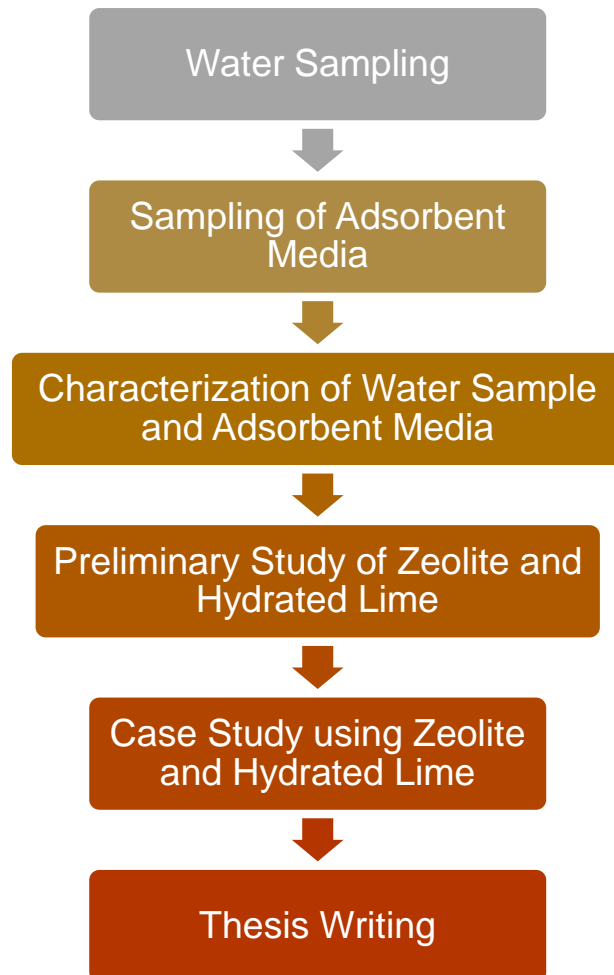 Water Sampling
Sampling of Adsorbent
Media
Characterization of Water Sample
and Adsorbent Media
Preliminary Study of Zeolite and
Hydrated Lime
Case Study using Zeolite
and Hydrated Lime
Thesis Writing